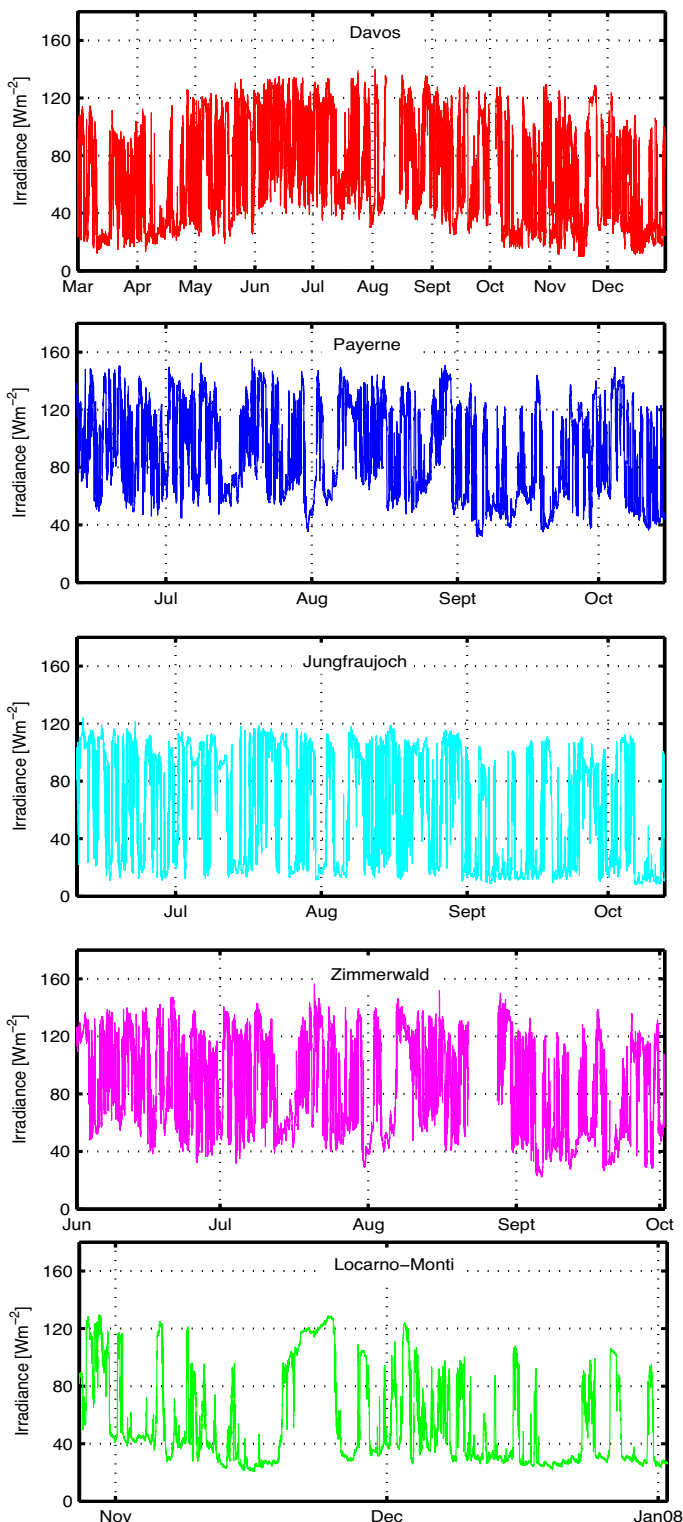 Davos
Irradiance [Wm−2]
160
120
80
40
0
Mar Apr May Jun Jul Aug Sept Oct Nov Dec
Payerne
Irradiance [Wm−2]
160
120
80
40
0
Jul Aug Sept Oct
Jungfraujoch
Irradiance [Wm−2]
160
120
80
40
0
Jul Aug Sept Oct
Zimmerwald
Irradiance [Wm−2]
160
120
80
40
0
Jun Jul Aug Sept Oct
Locarno−Monti
Irradiance [Wm−2]
160
120
80
40
0
Nov Dec Jan08